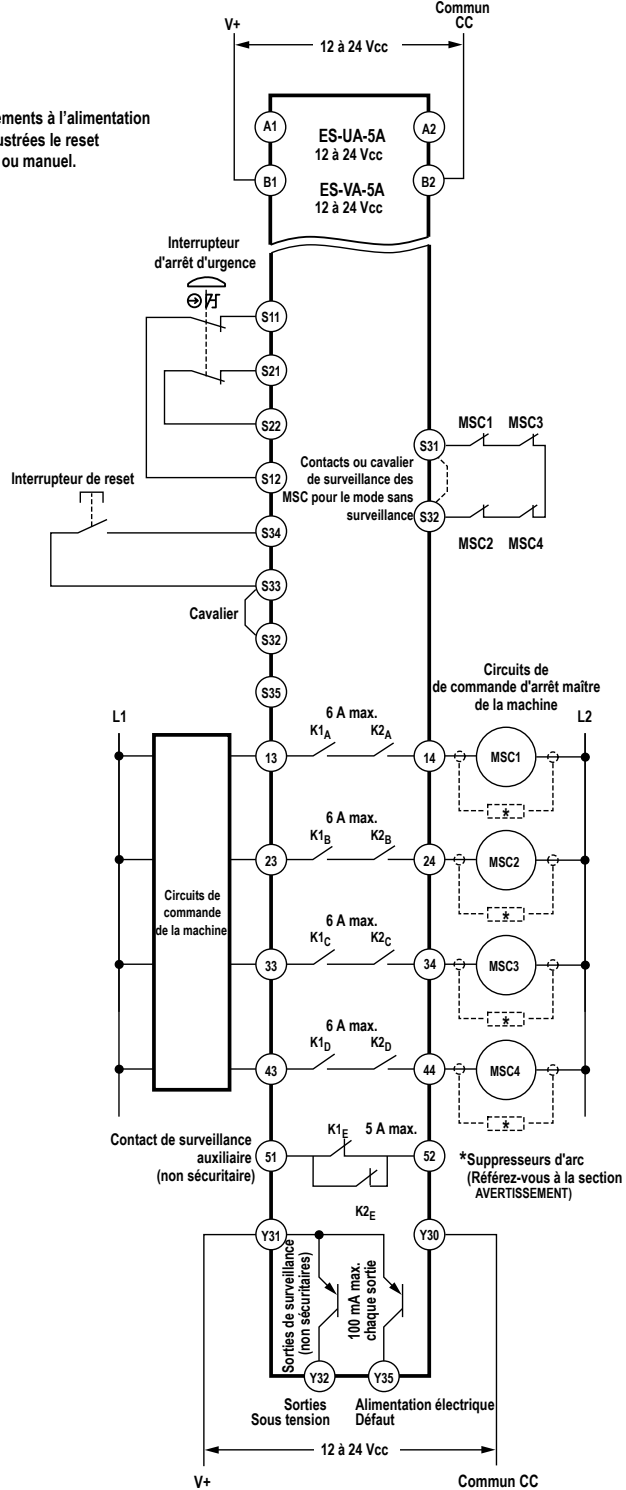 V+
Commun
CC
12 à 24 Vcc
ements à l'alimentation
ustrées le reset
ou manuel.
A1
A2
ES-UA-5A
12 à 24 Vcc
B1
B2
ES-VA-5A
12 à 24 Vcc
Interrupteur
d'arrêt d'urgence
S11
S21
S22
S12
Interrupteur de reset
S34
S33
Cavalier
S32
S35
MSC1 MSC3
S31
Contacts ou cavalier
de surveillance des
MSC pour le mode sans
surveillance
S32
MSC2 MSC4
Circuits de
de commande d'arrêt maître
de la machine
L1
L2
6 A max.
K1A K2A
13
14
MSC1
*
6 A max.
K1B K2B
23
24
MSC2
*
Circuits de
commande
de la machine
6 A max.
K1C K2C
33
34
MSC3
*
6 A max.
K1D K2D
43
44
MSC4
*
Contact de surveillance
auxiliaire
(non sécuritaire)
51
K1E
5 A max.
52
K2E
*Suppresseurs d'arc
(Référez-vous à la section
AVERTISSEMENT)
Y31
Y30
Sorties de surveillance
(non sécuritaires)
100 mA max.
chaque sortie
Y32
Y35
Sorties
Sous tension
Alimentation électrique
Défaut
12 à 24 Vcc
V+
Commun CC